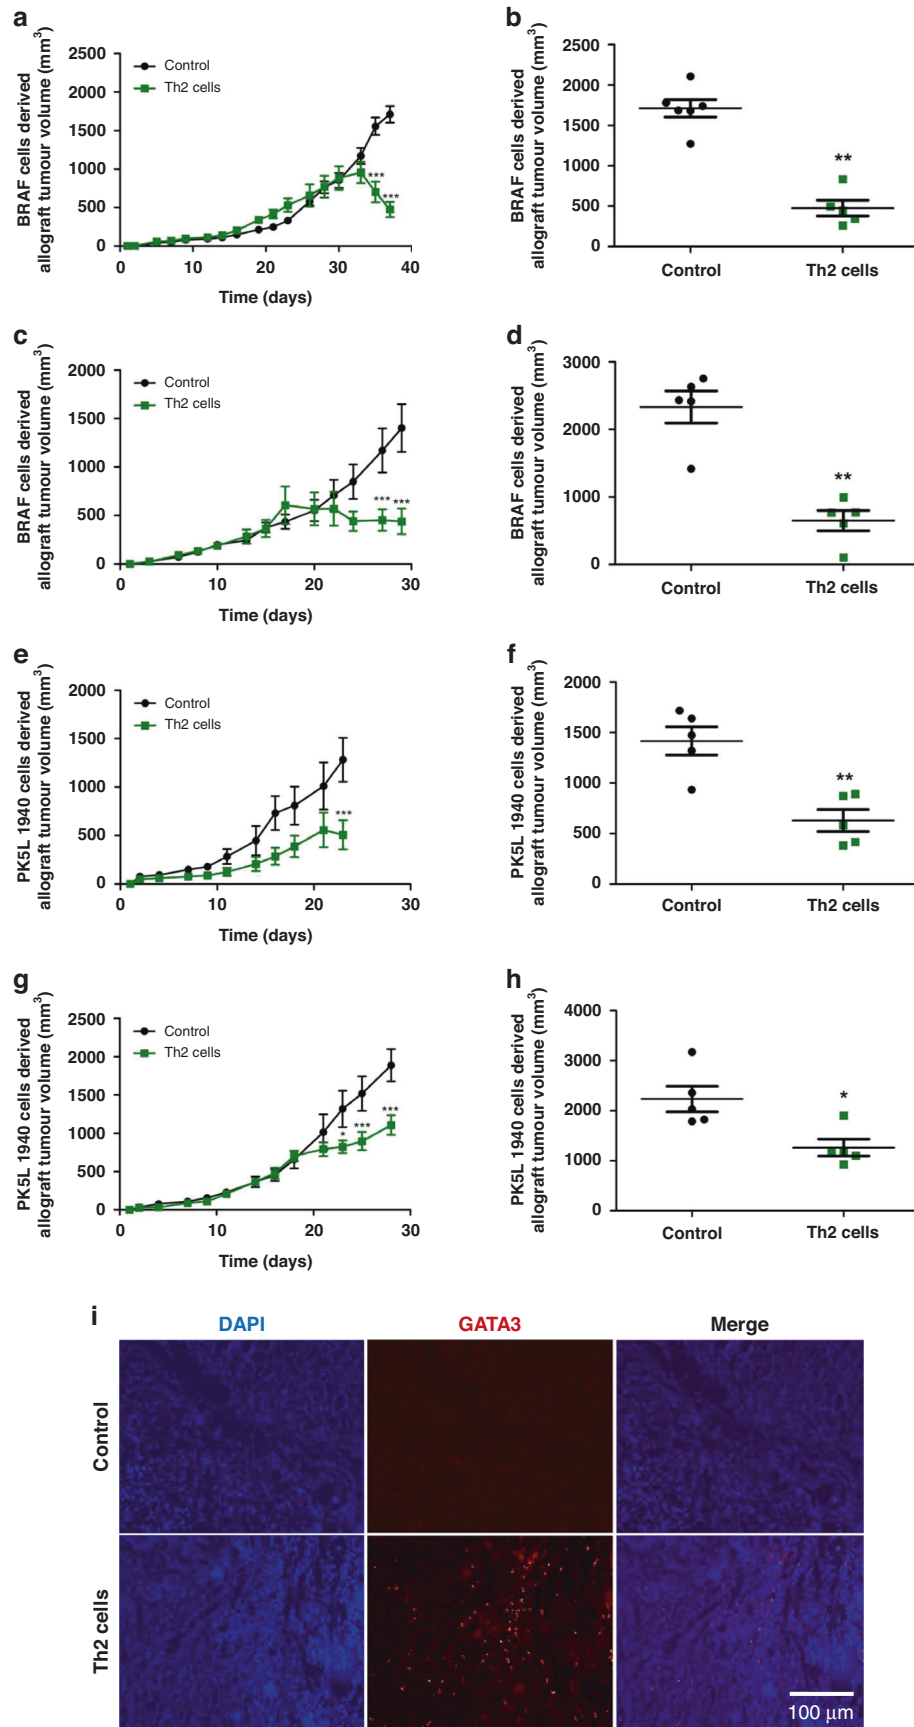 a
BRAF cells derived
allograft tumour volume (mm³)
2500
2000
1500
1000
500
0
Control
Th2 cells
***
***
0 10 20 30 40
Time (days)
b
BRAF cells derived
allograft tumour volume (mm³)
2500
2000
1500
1000
500
0
**
Control Th2 cells
c
BRAF cells derived
allograft tumour volume (mm³)
2000
1500
1000
500
0
Control
Th2 cells
*** ***
0 10 20 30
Time (days)
d
BRAF cells derived
allograft tumour volume (mm³)
3000
2000
1000
0
**
Control Th2 cells
e
PK5L 1940 cells derived
allograft tumour volume (mm³)
2000
1500
1000
500
0
Control
Th2 cells
***
0 10 20 30
Time (days)
f
PK5L 1940 cells derived
allograft tumour volume (mm³)
2000
1500
1000
500
0
**
Control Th2 cells
g
PK5L 1940 cells derived
allograft tumour volume (mm³)
2500
2000
1500
1000
500
0
Control
Th2 cells
* *** ***
0 10 20 30
Time (days)
h
PK5L 1940 cells derived
allograft tumour volume (mm³)
4000
3000
2000
1000
0
*
Control Th2 cells
i
DAPI GATA3 Merge
Control
Th2 cells
100 μm